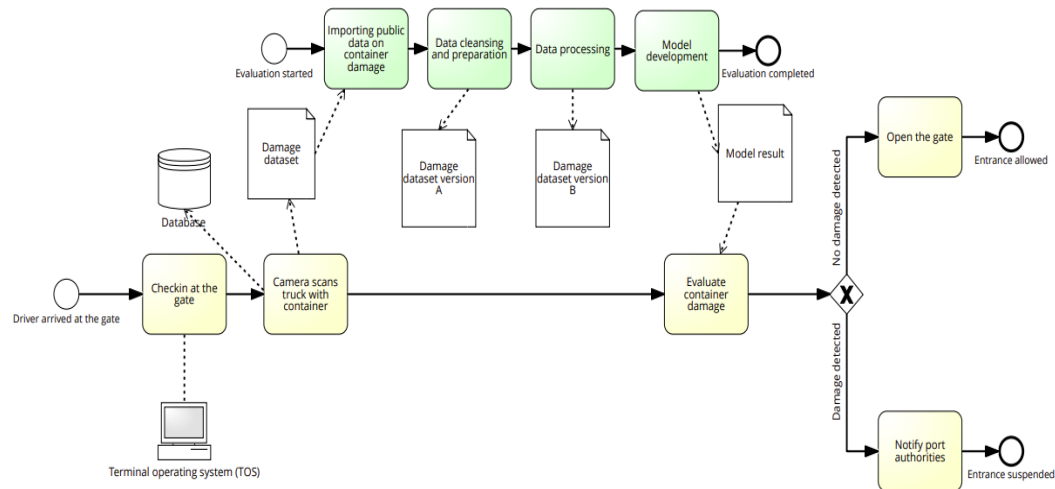 Importing public
data on
container
damage
Data cleansing
and preparation
Data processing
Model
development
Evaluation started
Evaluation completed
Damage
dataset
Damage
dataset version
A
Damage
dataset version
B
Model result
Open the gate
Entrance allowed
No damage detected
Database
Checkin at the
gate
Camera scans
truck with
container
Evaluate
container
damage
X
Driver arrived at the gate
Damage detected
Terminal operating system (TOS)
Notify port
authorities
Entrance suspended